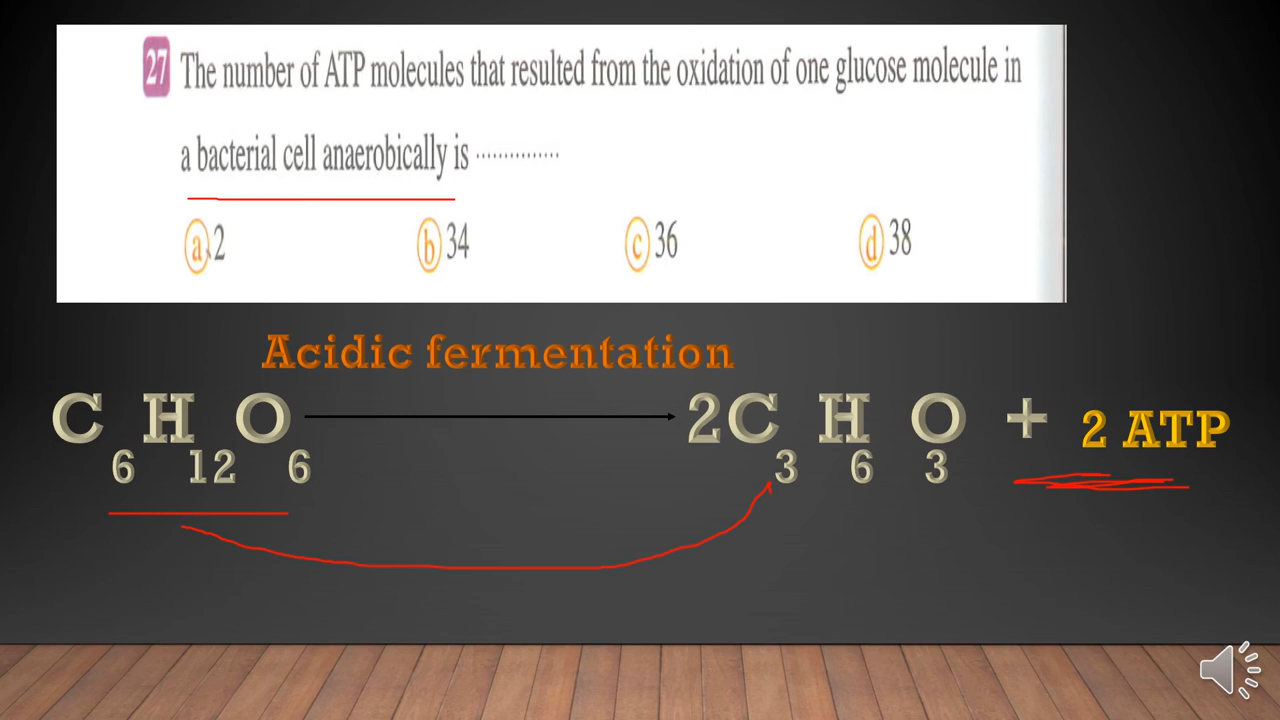 27 The number of ATP molecules that resulted from the oxidation of one glucose molecule in
a bacterial cell anaerobically is ...............
a 2 b 34 c 36 d 38
Acidic fermentation
C6H12O6 → 2C3H6O3 + 2 ATP